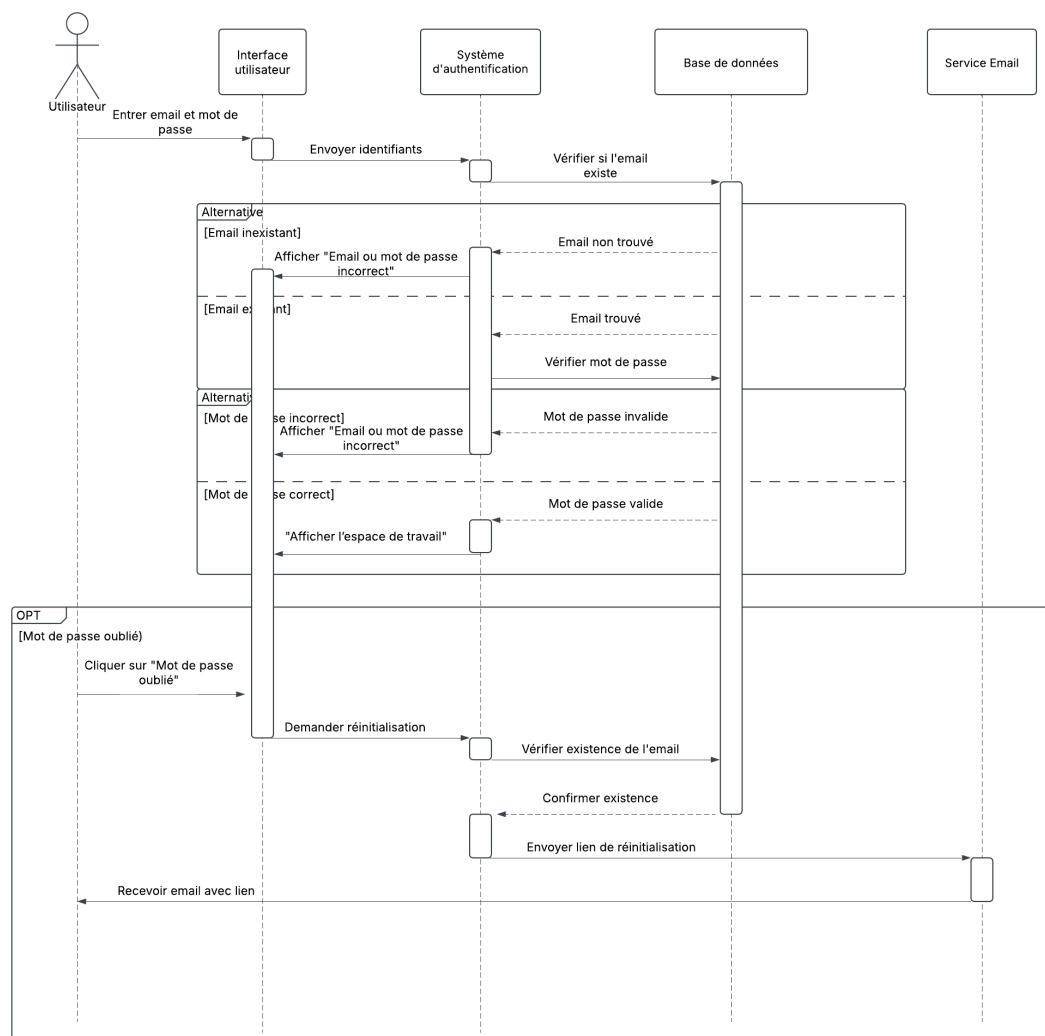 Utilisateur
Interface
utilisateur
Système
d'authentification
Base de données
Service Email
Entrer email et mot de
passe
Envoyer identifiants
Vérifier si l'email
existe
Alternative
[Email inexistant]
Email non trouvé
Afficher "Email ou mot de passe
incorrect"
[Email ex nt]
Email trouvé
Vérifier mot de passe
Alternati
[Mot de se incorrect]
Mot de passe invalide
Afficher "Email ou mot de passe
incorrect"
[Mot de se correct]
Mot de passe valide
"Afficher l'espace de travail"
OPT
[Mot de passe oublié)
Cliquer sur "Mot de passe
oublié"
Demander réinitialisation
Vérifier existence de l'email
Confirmer existence
Envoyer lien de réinitialisation
Recevoir email avec lien